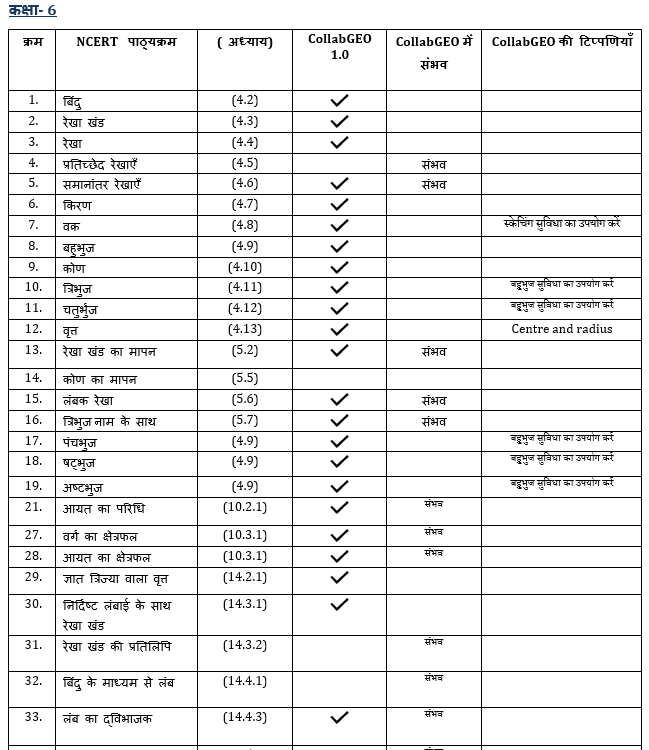 कक्षा- 6
क्रम NCERT पाठ्यक्रम ( अध्याय) CollabGEO 1.0 CollabGEO में संभव CollabGEO की टिप्पणियाँ
1. बिंदु (4.2) ✓
2. रेखा खंड (4.3) ✓
3. रेखा (4.4) ✓
4. प्रतिच्छेद रेखाएँ (4.5) संभव
5. समानांतर रेखाएँ (4.6) ✓ संभव
6. किरण (4.7) ✓
7. वक्र (4.8) ✓ स्केचिंग सुविधा का उपयोग करें
8. बहुभुज (4.9) ✓
9. कोण (4.10) ✓
10. त्रिभुज (4.11) ✓ बहुभुज सुविधा का उपयोग करें
11. चतुर्भुज (4.12) ✓ बहुभुज सुविधा का उपयोग करें
12. वृत्त (4.13) ✓ Centre and radius
13. रेखा खंड का मापन (5.2) ✓ संभव
14. कोण का मापन (5.5)
15. लंबक रेखा (5.6) ✓ संभव
16. त्रिभुज नाम के साथ (5.7) ✓ संभव
17. पंचभुज (4.9) ✓ बहुभुज सुविधा का उपयोग करें
18. षट्भुज (4.9) ✓ बहुभुज सुविधा का उपयोग करें
19. अष्टभुज (4.9) ✓ बहुभुज सुविधा का उपयोग करें
21. आयत का परिधि (10.2.1) ✓ संभव
27. वर्ग का क्षेत्रफल (10.3.1) ✓ संभव
28. आयत का क्षेत्रफल (10.3.1) ✓ संभव
29. ज्ञात त्रिज्या वाला वृत्त (14.2.1) ✓
30. निर्दिष्ट लंबाई के साथ (14.3.1) ✓
रेखा खंड
31. रेखा खंड की प्रतिलिपि (14.3.2) संभव
32. बिंदु के माध्यम से लंब (14.4.1) संभव
33. लंब का द्विभाजक (14.4.3) ✓ संभव